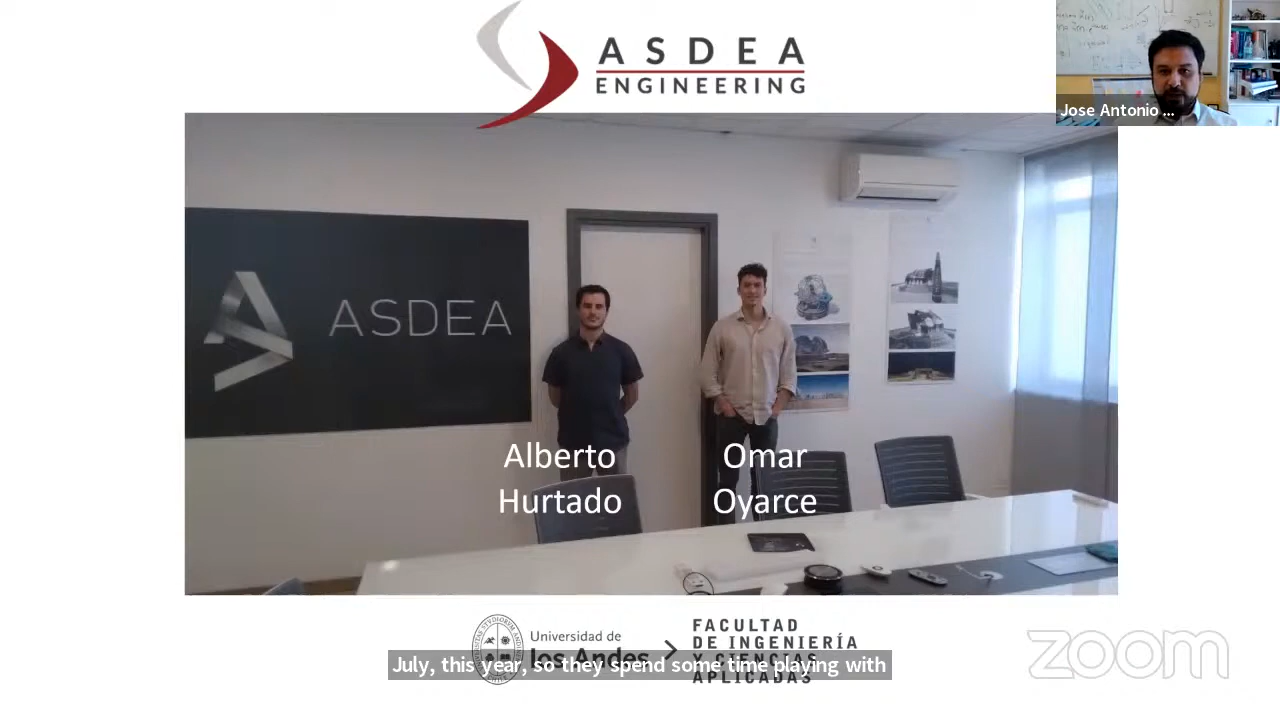 ASDEA
ENGINEERING
Jose Antonio ...
ASDEA
Alberto
Hurtado
Omar
Oyarce
Universidad de
los Andes
FACULTAD
DE INGENIERÍA
Y CIENCIAS
APLICADAS
July, this year, so they spend some time playing with
zoom